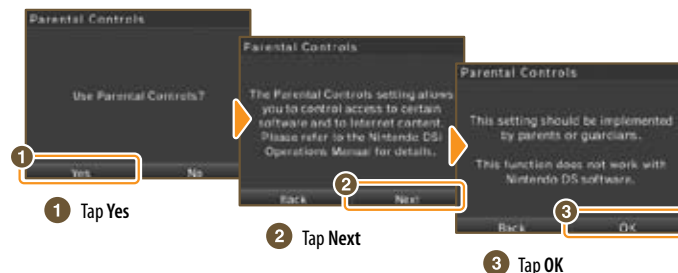 Parental Controls
Use Parental Controls?
1
Yes
No
1 Tap Yes
Parental Controls
The Parental Controls setting allows
you to control access to certain
software and to Internet content.
Please refer to the Nintendo DSi
Operations Manual for details.
2
Back
Next
2 Tap Next
Parental Controls
This setting should be implemented
by parents or guardians.
This function does not work with
Nintendo DS software.
3
Back
OK
3 Tap OK